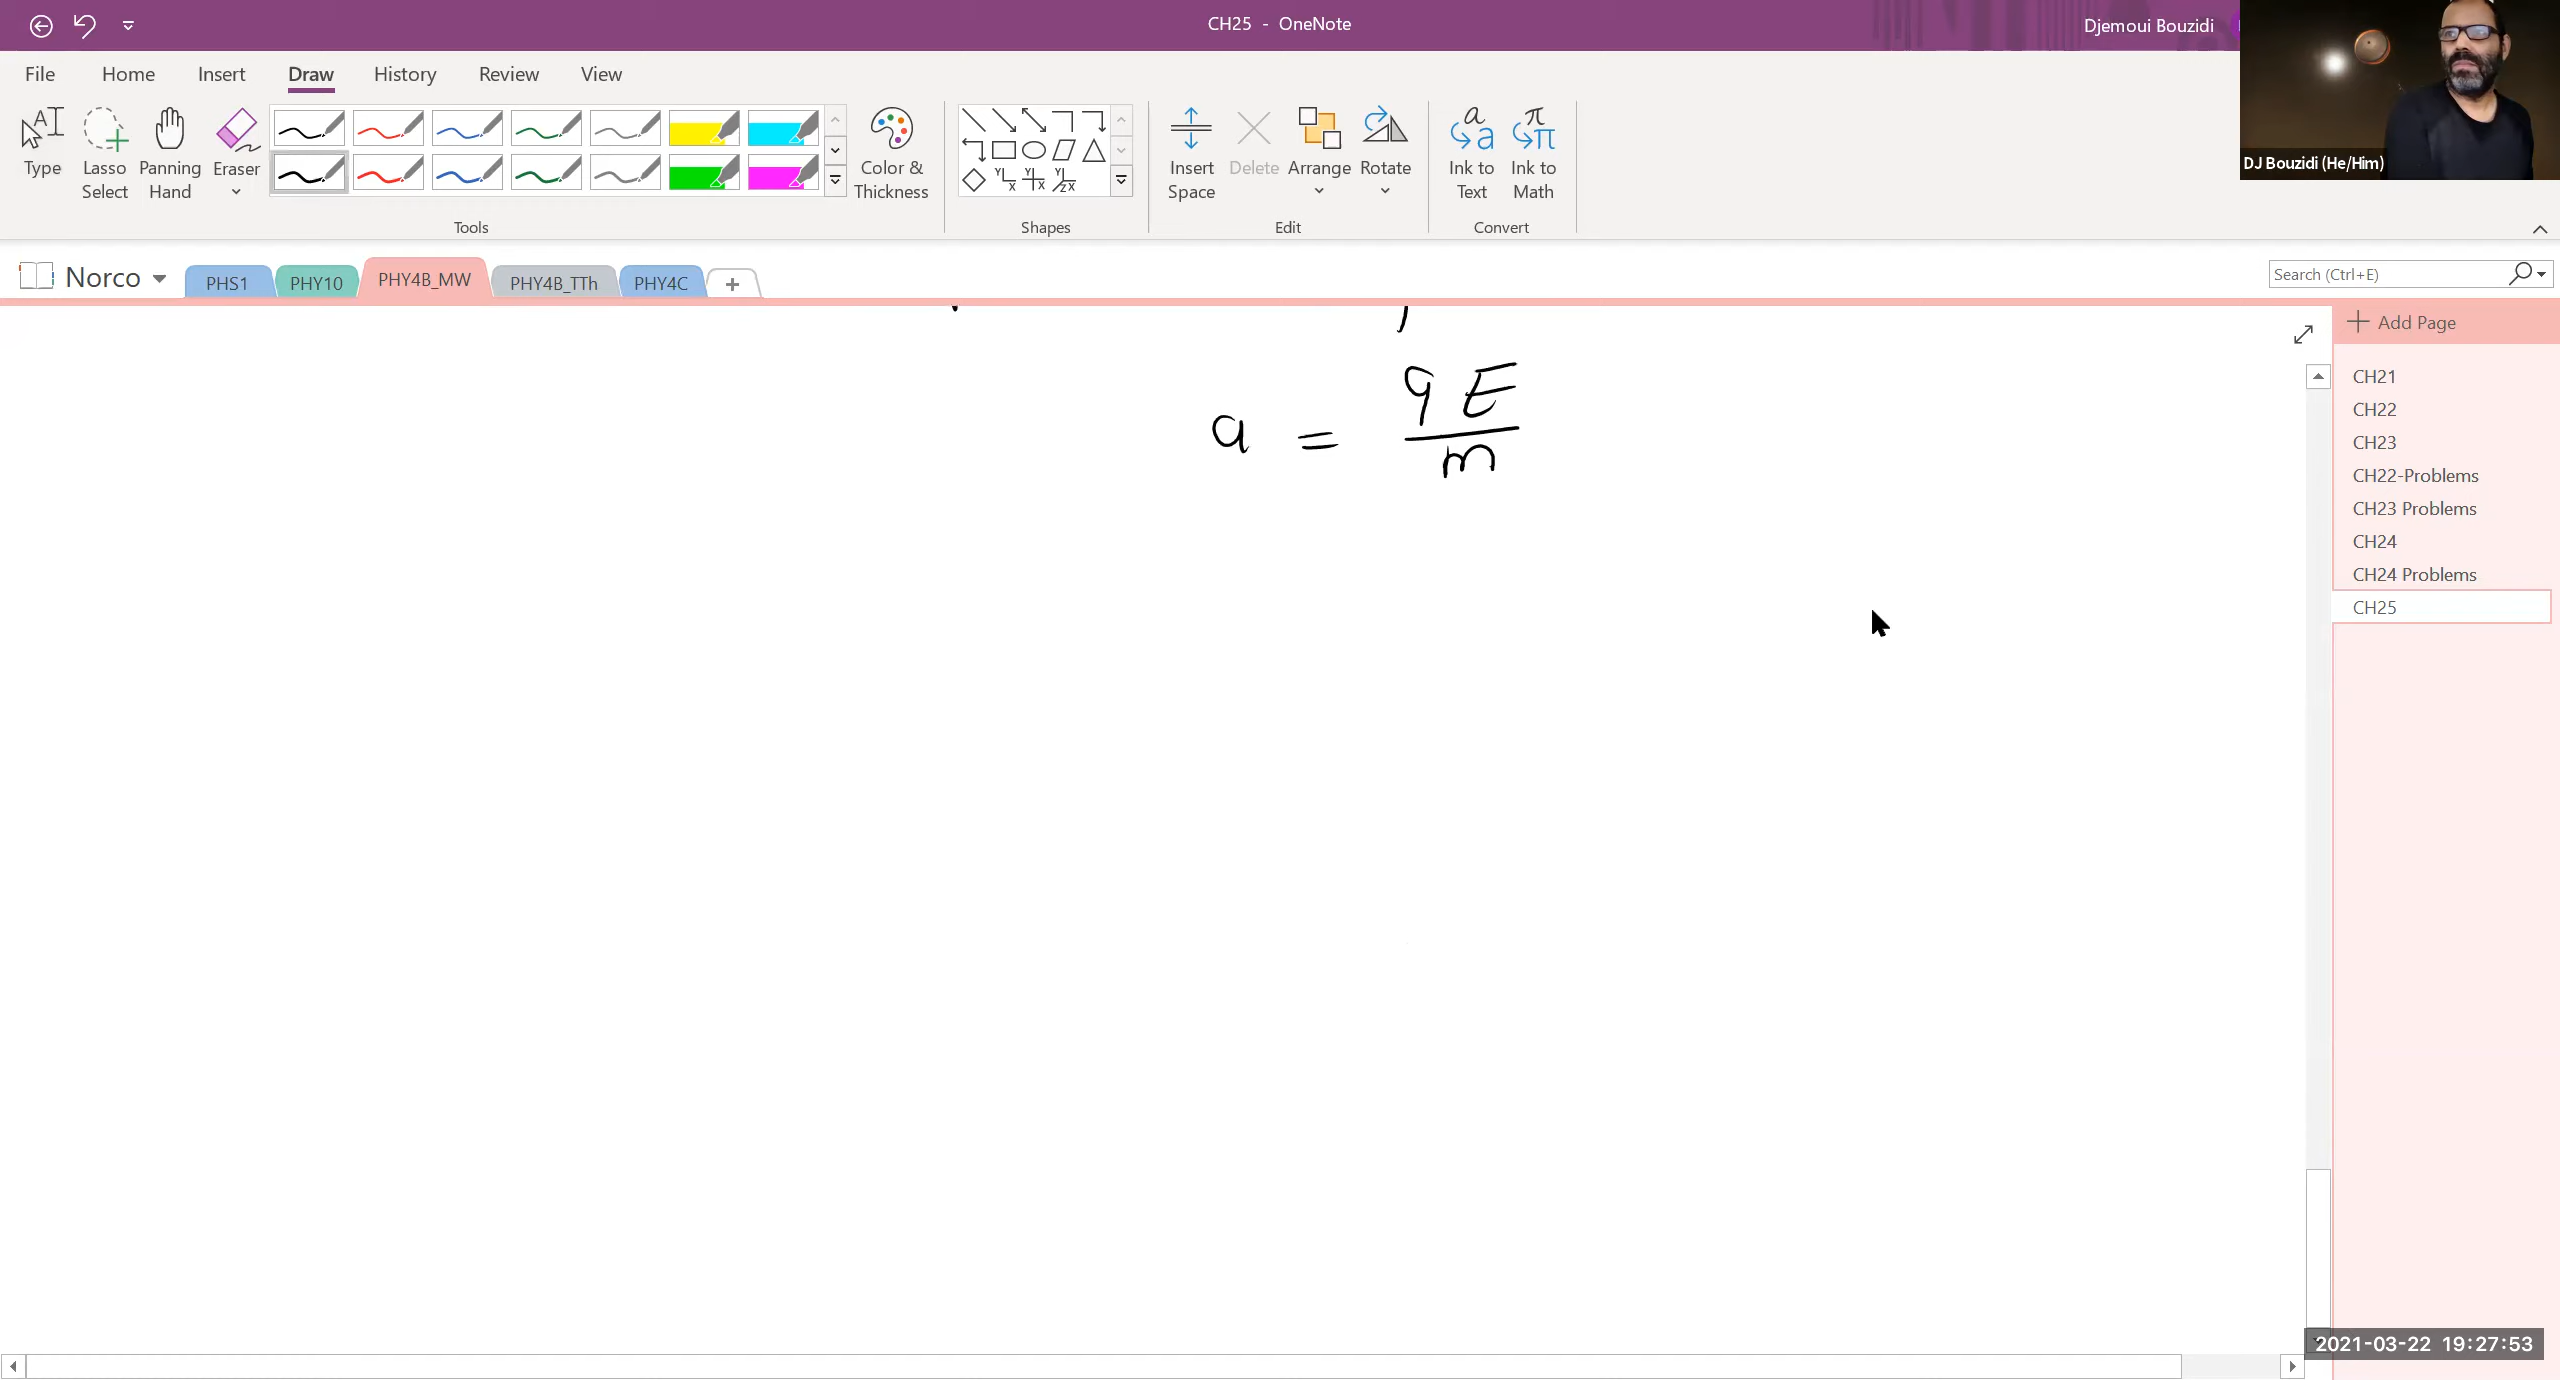 CH25 - OneNote
Djemoui Bouzidi
File Home Insert Draw History Review View
Type
Lasso Select
Panning Hand
Eraser
Color & Thickness
Insert Space
Delete
Arrange
Rotate
Ink to Text
Ink to Math
Tools
Shapes
Edit
Convert
DJ Bouzidi (He/Him)
Norco
PHS1 PHY10 PHY4B_MW PHY4B_TTh PHY4C
Search (Ctrl+E)
a = qE/m
Add Page
CH21
CH22
CH23
CH22-Problems
CH23 Problems
CH24
CH24 Problems
CH25
2021-03-22 19:27:53